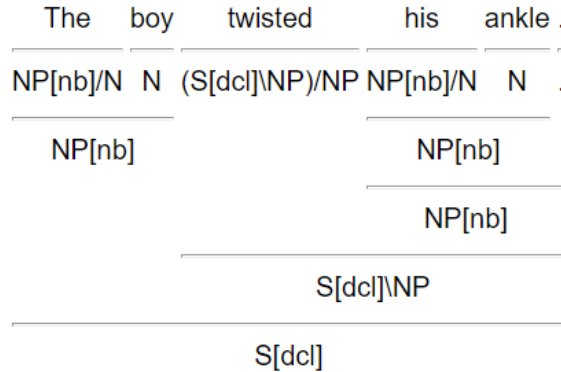 The boy twisted his ankle .
NP[nb]/N N (S[dcl]\NP)/NP NP[nb]/N N .
NP[nb] NP[nb]
NP[nb]
S[dcl]\NP
S[dcl]